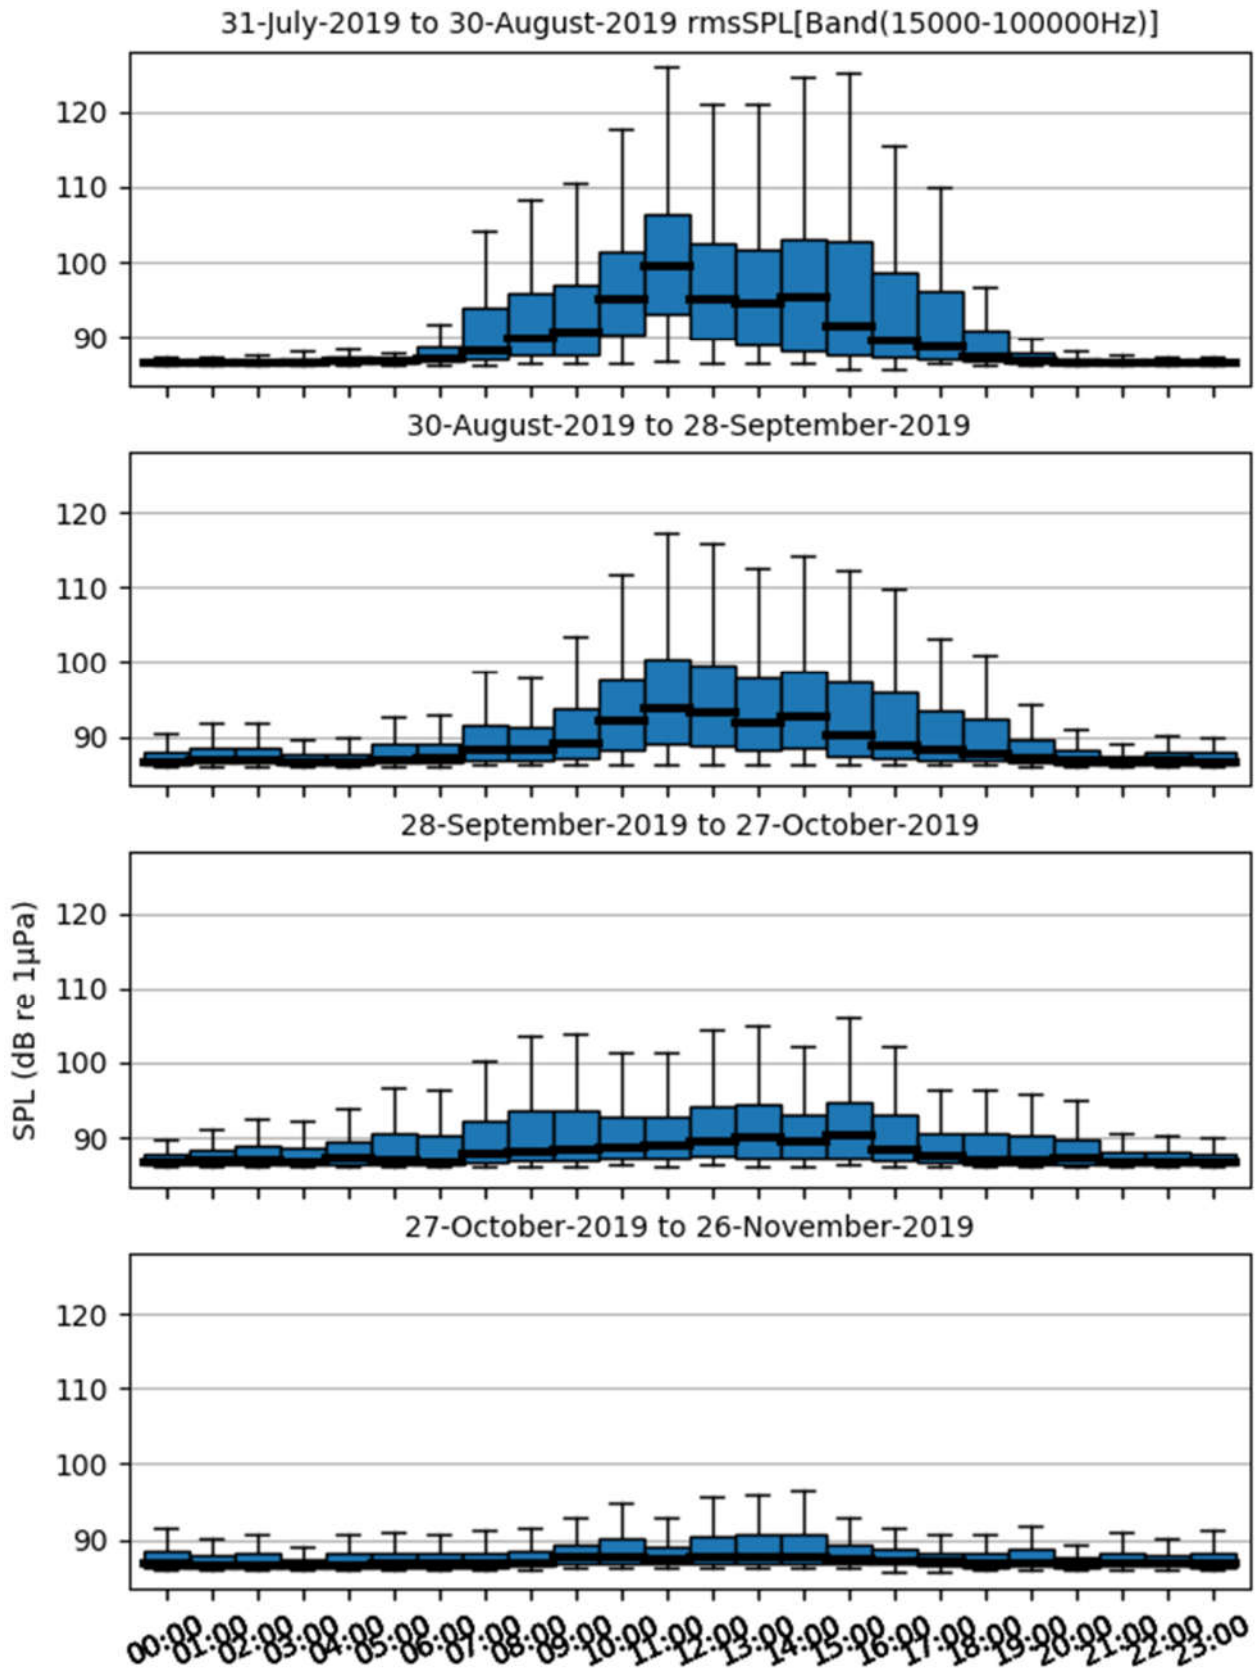 31-July-2019 to 30-August-2019 rmsSPL[Band(15000-100000Hz)]
120
110
100
90
30-August-2019 to 28-September-2019
120
110
100
90
28-September-2019 to 27-October-2019
SPL (dB re 1µPa)
120
110
100
90
27-October-2019 to 26-November-2019
120
110
100
90
00:00 01:00 02:00 03:00 04:00 05:00 06:00 07:00 08:00 09:00 10:00 11:00 12:00 13:00 14:00 15:00 16:00 17:00 18:00 19:00 20:00 21:00 22:00 23:00